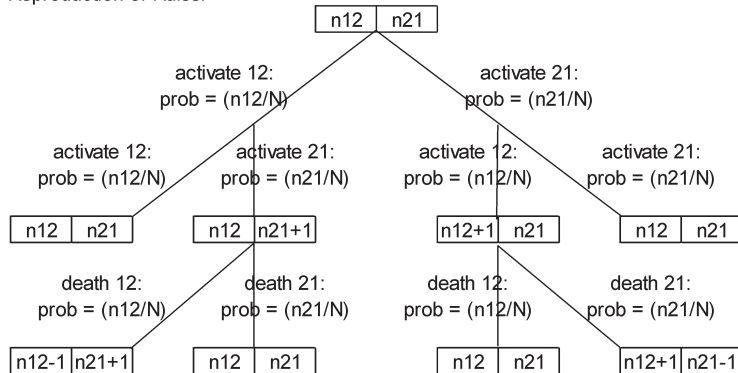 n12 n21
activate 12: activate 21:
prob = (n12/N) prob = (n21/N)
activate 12: activate 21: activate 12: activate 21:
prob = (n12/N) prob = (n21/N) prob = (n12/N) prob = (n21/N)
n12 n21 n12 n21+1 n12+1 n21 n12 n21
death 12: death 21: death 12: death 21:
prob = (n12/N) prob = (n21/N) prob = (n12/N) prob = (n21/N)
n12-1 n21+1 n12 n21 n12 n21 n12+1 n21-1